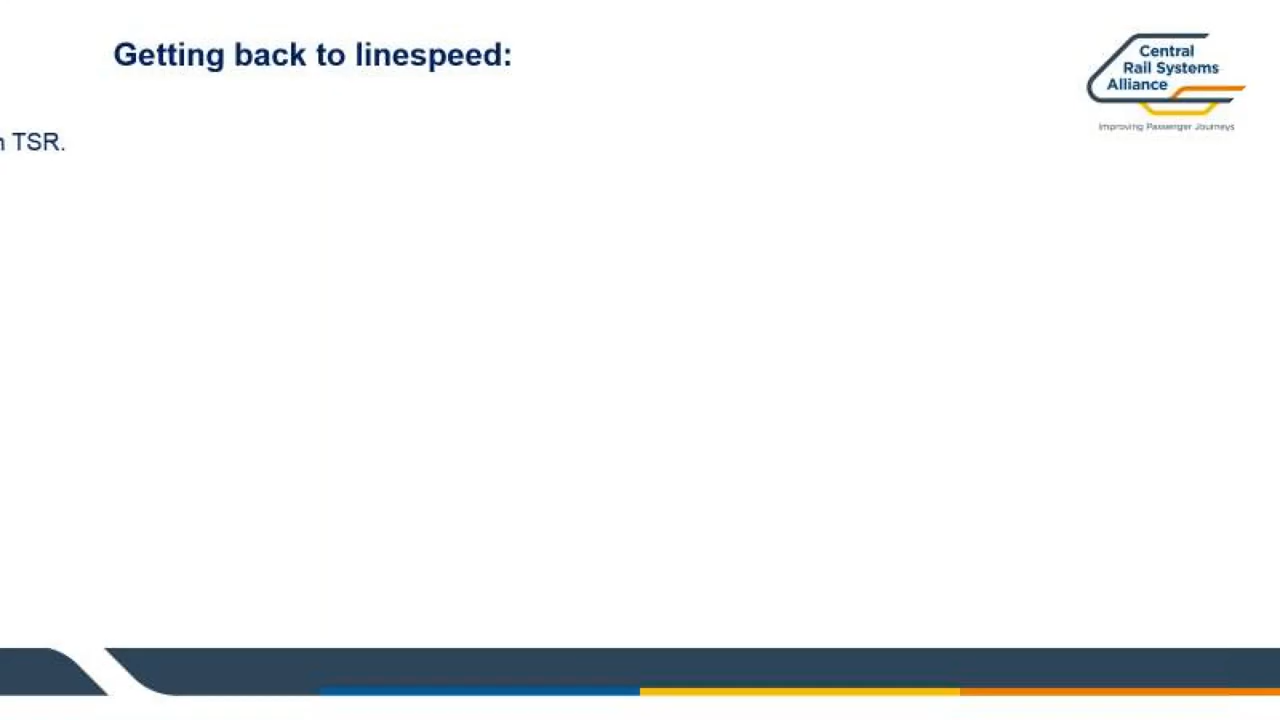 Getting back to linespeed:
Central
Rail Systems
Alliance
Improving Passenger Journeys
TSR.